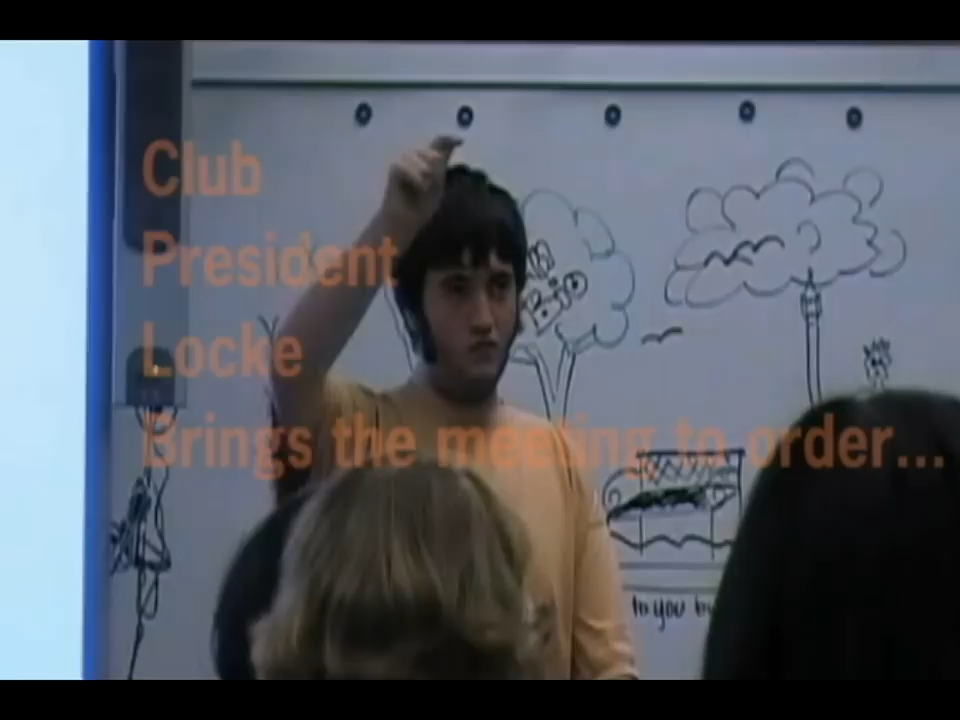 Club
President
Locke
Brings the meeting to order...
to you